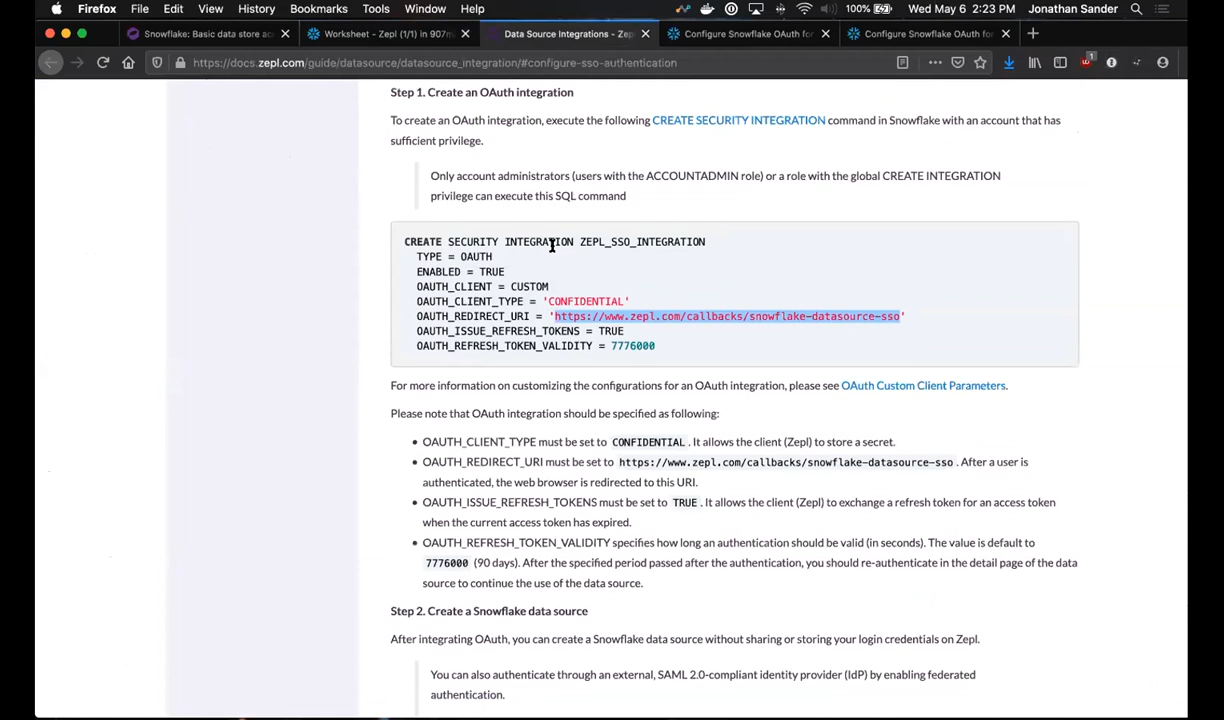 Firefox File Edit View History Bookmarks Tools Window Help 100% Wed May 6 2:23 PM Jonathan Sander
Snowflake: Basic data store ac Worksheet - Zepl (1/1) in 907m Data Source Integrations - Zep Configure Snowflake OAuth for Configure Snowflake OAuth for
https://docs.zepl.com/guide/datasource/datasource_integration/#configure-sso-authentication
Step 1. Create an OAuth integration
To create an OAuth integration, execute the following CREATE SECURITY INTEGRATION command in Snowflake with an account that has
sufficient privilege.
Only account administrators (users with the ACCOUNTADMIN role) or a role with the global CREATE INTEGRATION
privilege can execute this SQL command
CREATE SECURITY INTEGRATION ZEPL_SSO_INTEGRATION
TYPE = OAUTH
ENABLED = TRUE
OAUTH_CLIENT = CUSTOM
OAUTH_CLIENT_TYPE = 'CONFIDENTIAL'
OAUTH_REDIRECT_URI = 'https://www.zepl.com/callbacks/snowflake-datasource-sso'
OAUTH_ISSUE_REFRESH_TOKENS = TRUE
OAUTH_REFRESH_TOKEN_VALIDITY = 7776000
For more information on customizing the configurations for an OAuth integration, please see OAuth Custom Client Parameters.
Please note that OAuth integration should be specified as following:
• OAUTH_CLIENT_TYPE must be set to CONFIDENTIAL. It allows the client (Zepl) to store a secret.
• OAUTH_REDIRECT_URI must be set to https://www.zepl.com/callbacks/snowflake-datasource-sso. After a user is
authenticated, the web browser is redirected to this URI.
• OAUTH_ISSUE_REFRESH_TOKENS must be set to TRUE. It allows the client (Zepl) to exchange a refresh token for an access token
when the current access token has expired.
• OAUTH_REFRESH_TOKEN_VALIDITY specifies how long an authentication should be valid (in seconds). The value is default to
7776000 (90 days). After the specified period passed after the authentication, you should re-authenticate in the detail page of the data
source to continue the use of the data source.
Step 2. Create a Snowflake data source
After integrating OAuth, you can create a Snowflake data source without sharing or storing your login credentials on Zepl.
You can also authenticate through an external, SAML 2.0-compliant identity provider (IdP) by enabling federated
authentication.